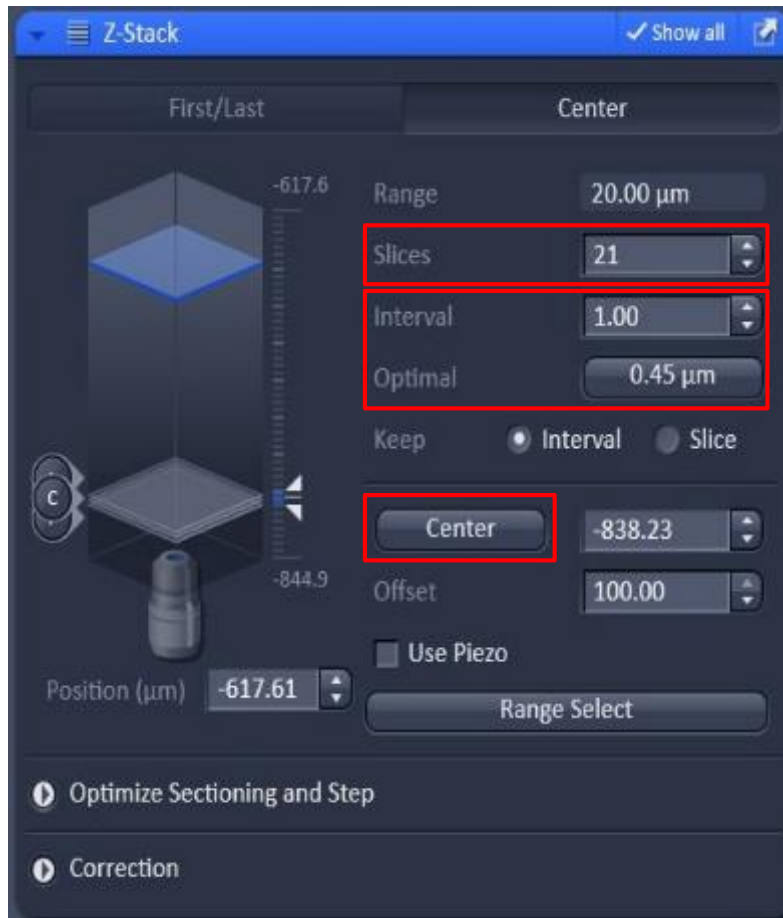 Z-Stack Show all
First/Last Center
-617.6
Range 20.00 µm
Slices 21
Interval 1.00
Optimal 0.45 µm
Keep Interval Slice
C
Center -838.23
-844.9
Offset 100.00
Use Piezo
Position (µm) -617.61
Range Select
Optimize Sectioning and Step
Correction